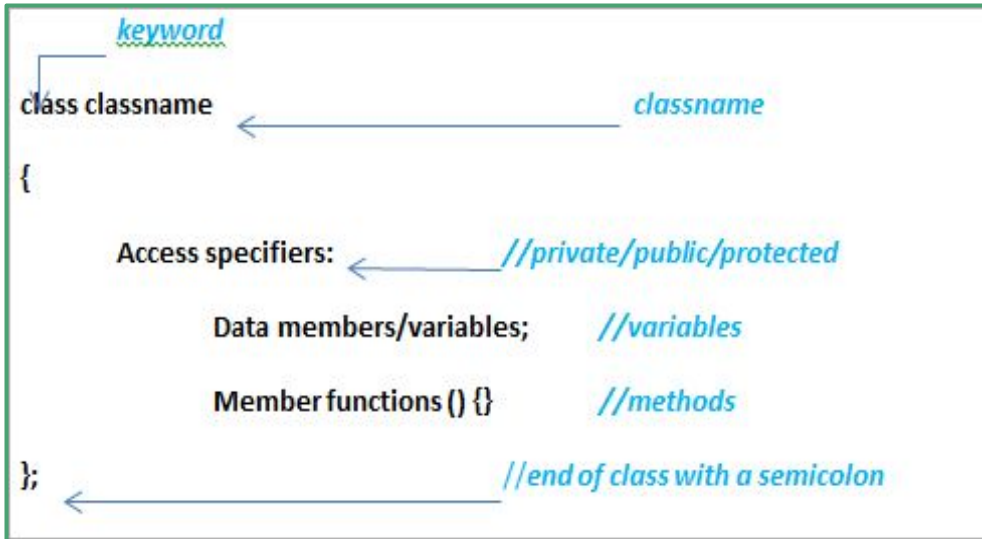 keyword
class classname classname
{
Access specifiers: //private/public/protected
Data members/variables; //variables
Member functions () {} //methods
}; //end of class with a semicolon